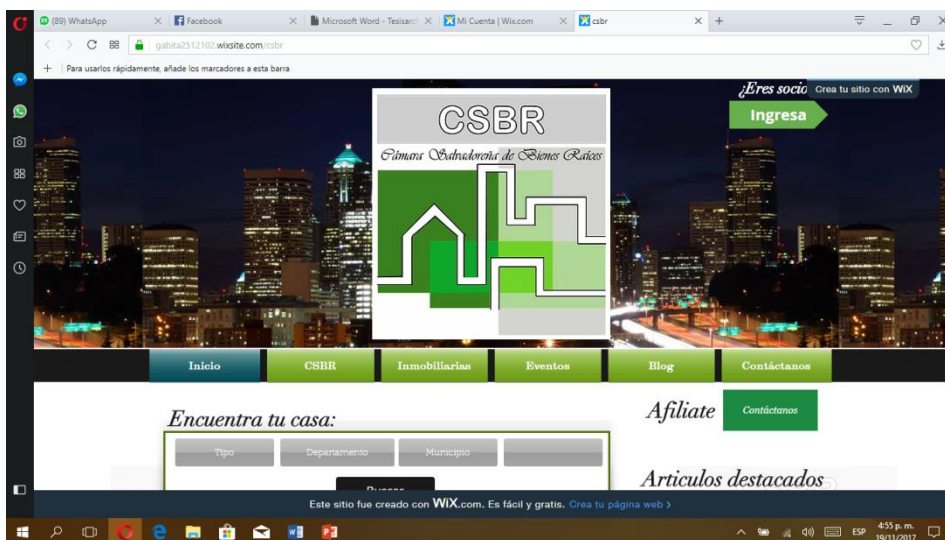 (89) WhatsApp
Facebook
Microsoft Word - Tesisarc
Mi Cuenta | Wix.com
csbr
gabita2512102.wixsite.com/csbr
Para usarlos rápidamente, añade los marcadores a esta barra
¿Eres socio
Crea tu sitio con WiX
Ingresa
CSBR
Cámara Salvadoreña de Bienes Raíces
Inicio
CSBR
Inmobiliarias
Eventos
Blog
Contáctanos
Encuentra tu casa:
Afiliate
Contáctanos
Tipo
Departamento
Municipio
Buscar
Articulos destacados
Este sitio fue creado con WiX.com. Es fácil y gratis. Crea tu página web >
ESP
4:55 p. m.
19/11/2017